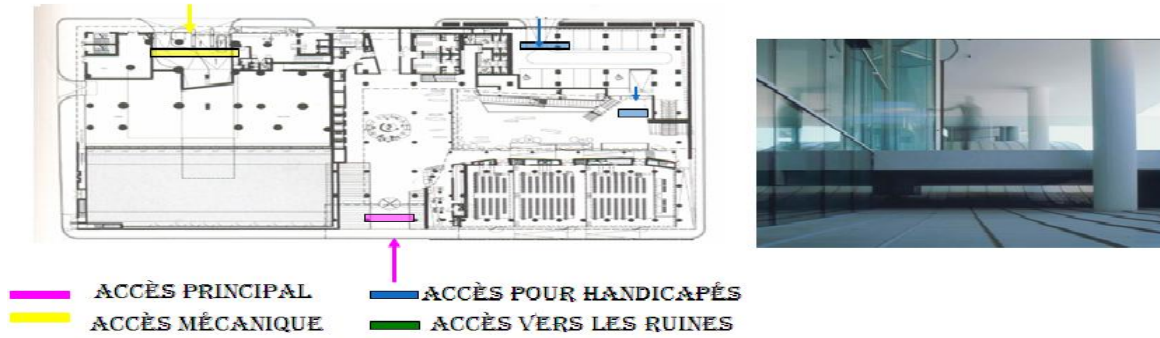 ACCÈS PRINCIPAL
ACCÈS POUR HANDICAPÉS
ACCÈS MÉCANIQUE
ACCÈS VERS LES RUINES